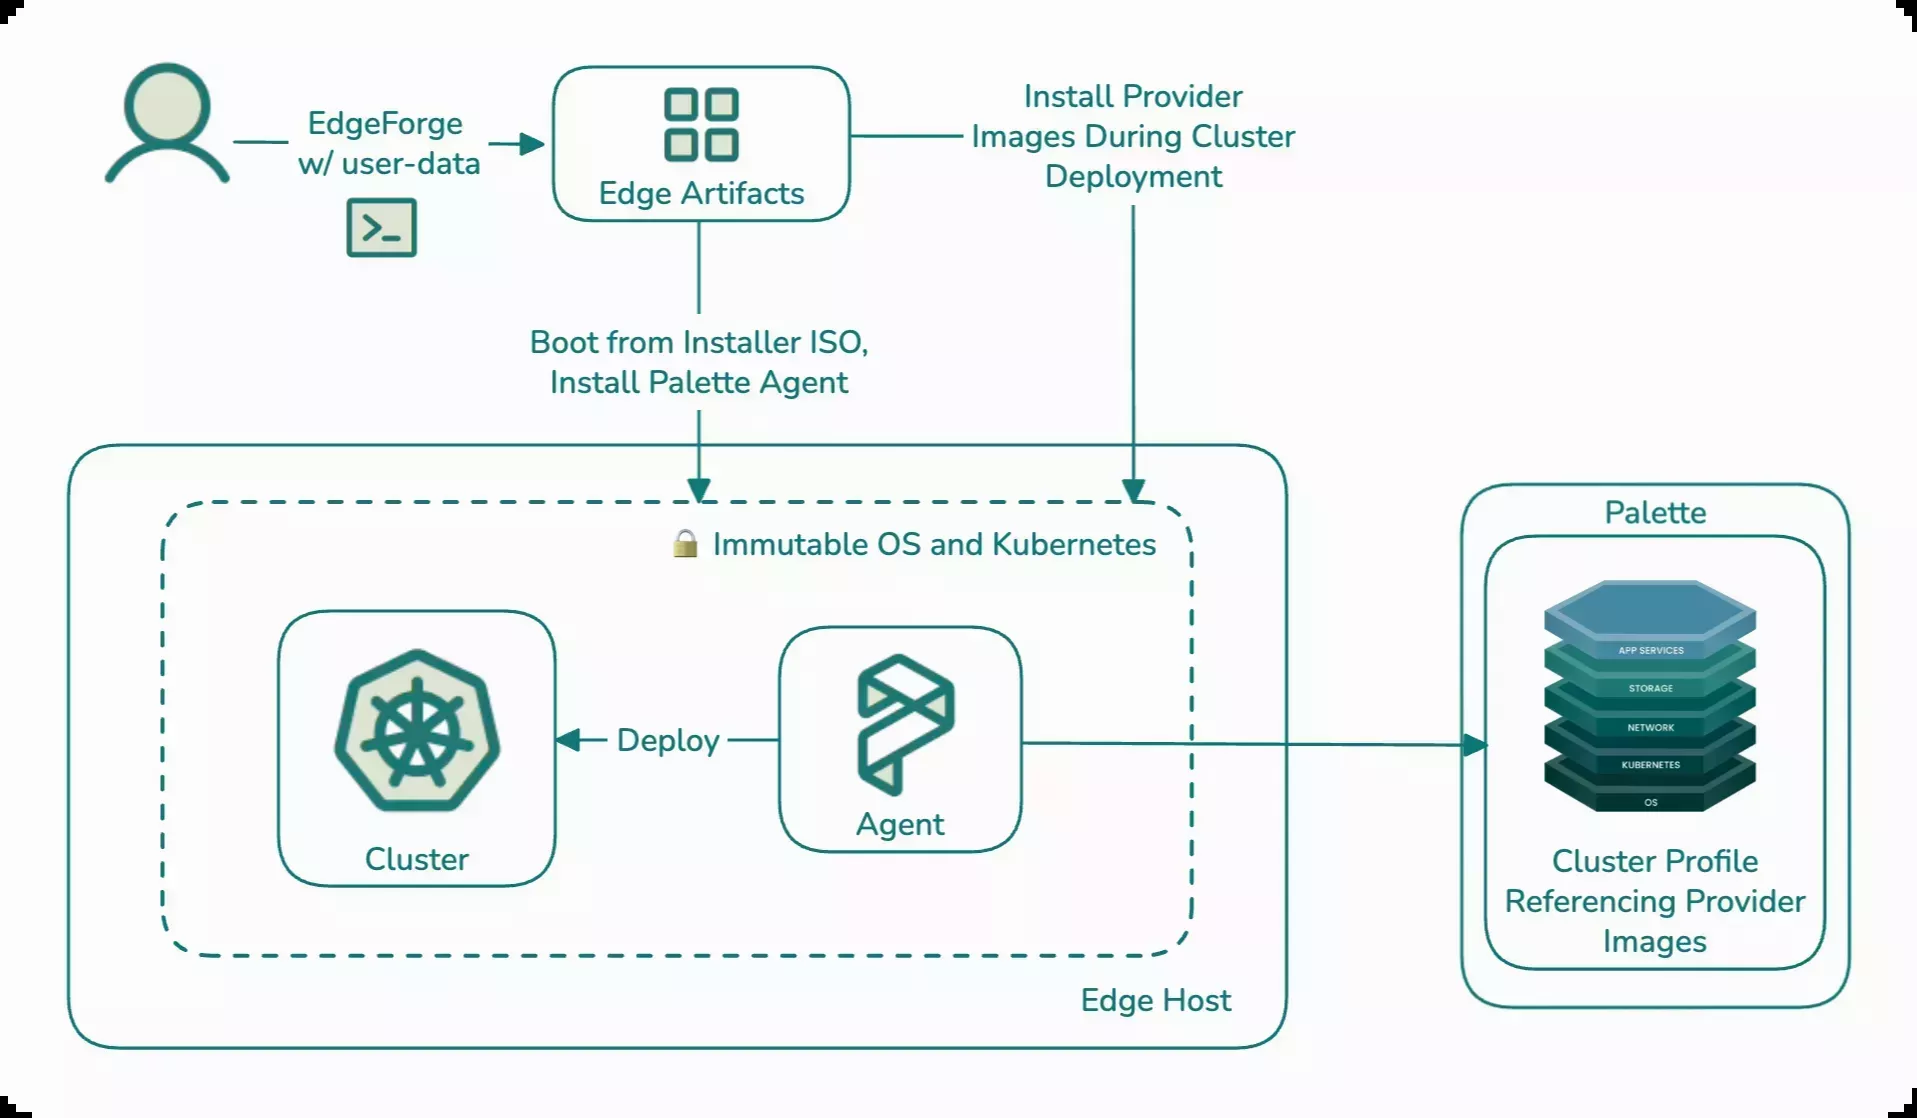 EdgeForge
w/ user-data
>_
Edge Artifacts
Install Provider
Images During Cluster
Deployment
Boot from Installer ISO,
Install Palette Agent
🔒 Immutable OS and Kubernetes
Cluster
Deploy
Agent
Edge Host
Palette
APP SERVICES
STORAGE
NETWORK
KUBERNETES
OS
Cluster Profile
Referencing Provider
Images